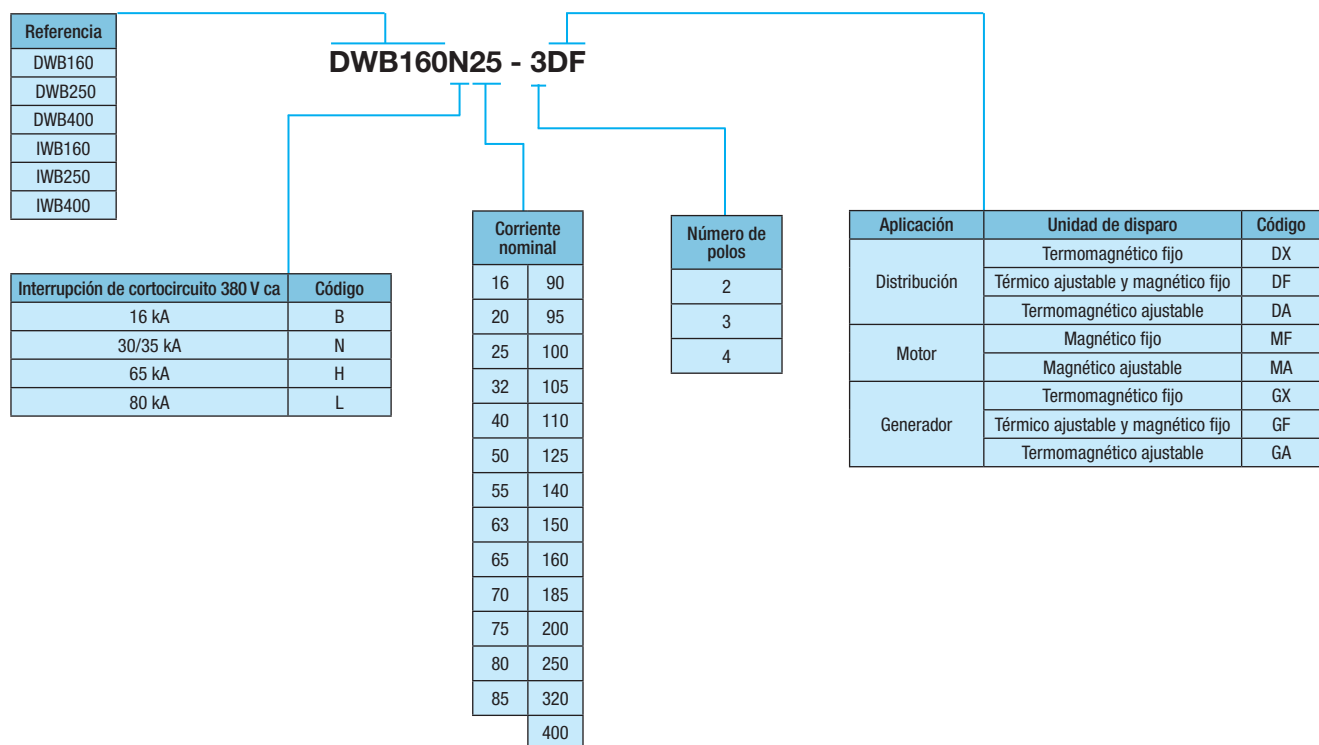 Referencia
DWB160
DWB250
DWB400
IWB160
IWB250
IWB400
DWB160N25 - 3DF
Interrupción de cortocircuito 380 V ca Código
16 kA B
30/35 kA N
65 kA H
80 kA L
Corriente
nominal
16 90
20 95
25 100
32 105
40 110
50 125
55 140
63 150
65 160
70 185
75 200
80 250
85 320
400
Número de
polos
2
3
4
Aplicación Unidad de disparo Código
Distribución
Termomagnético fijo DX
Térmico ajustable y magnético fijo DF
Termomagnético ajustable DA
Motor
Magnético fijo MF
Magnético ajustable MA
Generador
Termomagnético fijo GX
Térmico ajustable y magnético fijo GF
Termomagnético ajustable GA